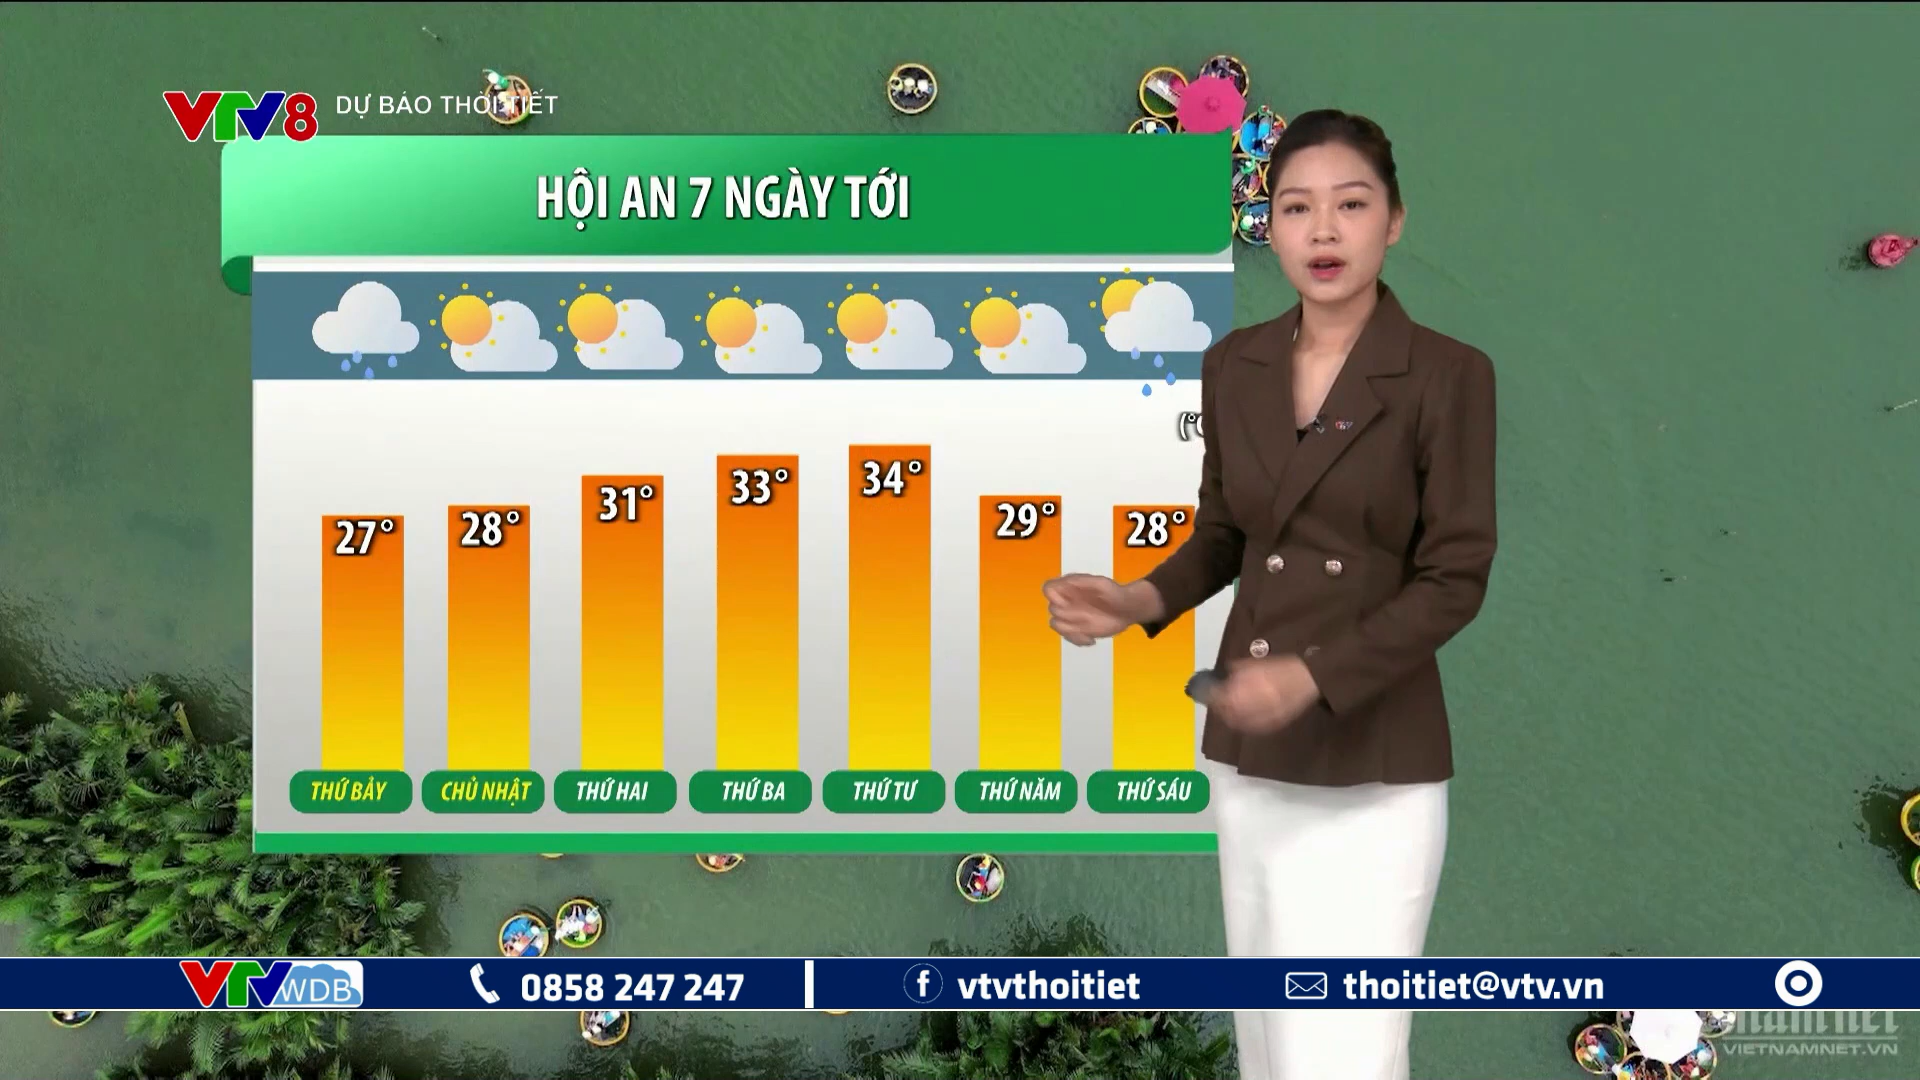 VTV8 DỰ BÁO THỜI TIẾT
HỘI AN 7 NGÀY TỚI
27° 28° 31° 33° 34° 29° 28°
THỨ BẢY CHỦ NHẬT THỨ HAI THỨ BA THỨ TƯ THỨ NĂM THỨ SÁU
VTV WDB 0858 247 247 vtvthoitiet thoitiet@vtv.vn
VIETNAMNET.VN